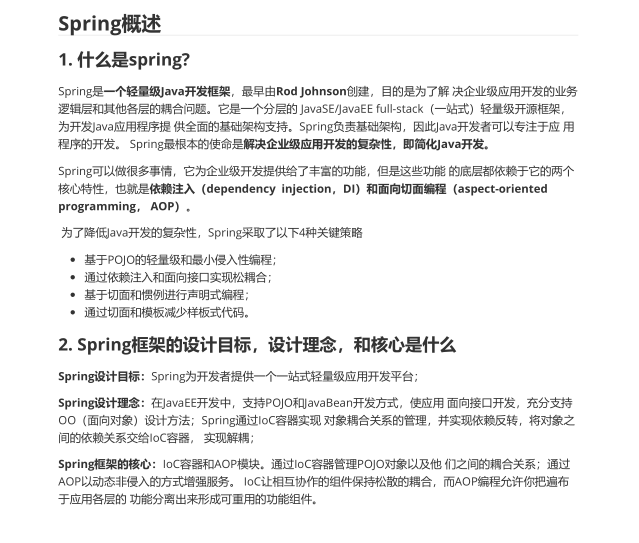 Spring概述
1. 什么是spring?
Spring是一个轻量级Java开发框架，最早由Rod Johnson创建，目的是为了解 决企业级应用开发的业务
逻辑层和其他各层的耦合问题。它是一个分层的 JavaSE/JavaEE full-stack（一站式）轻量级开源框架，
为开发Java应用程序提 供全面的基础架构支持。Spring负责基础架构，因此Java开发者可以专注于应 用
程序的开发。 Spring最根本的使命是解决企业级应用开发的复杂性，即简化Java开发。
Spring可以做很多事情，它为企业级开发提供给了丰富的功能，但是这些功能 的底层都依赖于它的两个
核心特性，也就是依赖注入（dependency injection，DI）和面向切面编程（aspect-oriented
programming， AOP）。
为了降低Java开发的复杂性，Spring采取了以下4种关键策略
• 基于POJO的轻量级和最小侵入性编程；
• 通过依赖注入和面向接口实现松耦合；
• 基于切面和惯例进行声明式编程；
• 通过切面和模板减少样板式代码。
2. Spring框架的设计目标，设计理念，和核心是什么
Spring设计目标：Spring为开发者提供一个一站式轻量级应用开发平台；
Spring设计理念：在JavaEE开发中，支持POJO和JavaBean开发方式，使应用 面向接口开发，充分支持
OO（面向对象）设计方法；Spring通过IoC容器实现 对象耦合关系的管理，并实现依赖反转，将对象之
间的依赖关系交给IoC容器， 实现解耦；
Spring框架的核心：IoC容器和AOP模块。通过IoC容器管理POJO对象以及他 们之间的耦合关系；通过
AOP以动态非侵入的方式增强服务。 IoC让相互协作的组件保持松散的耦合，而AOP编程允许你把遍布
于应用各层的 功能分离出来形成可重用的功能组件。